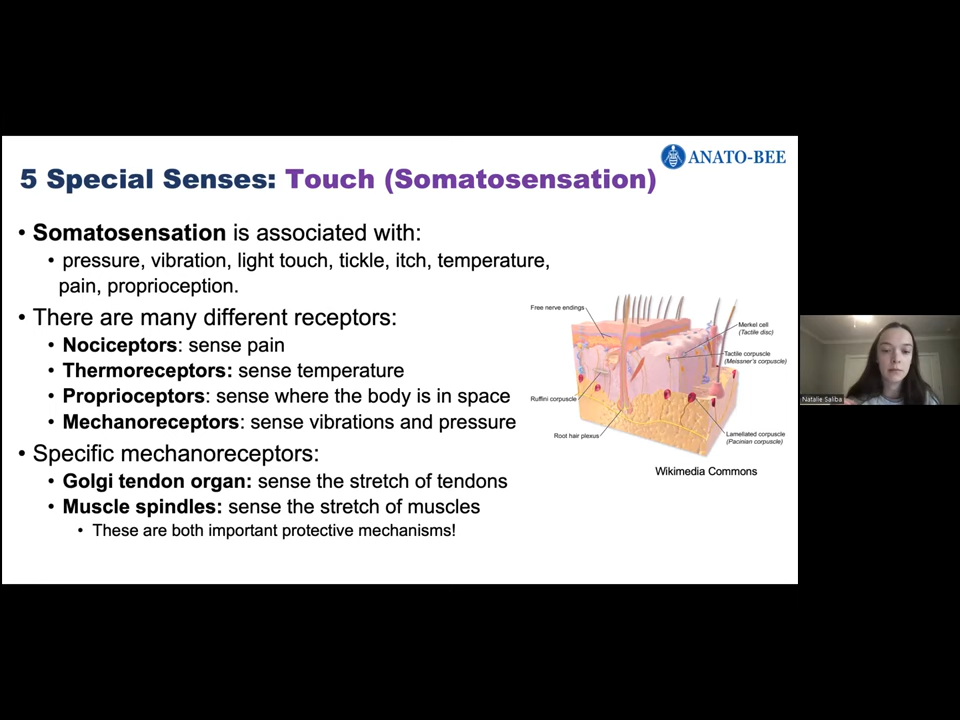 ANATO-BEE
5 Special Senses: Touch (Somatosensation)
• Somatosensation is associated with:
• pressure, vibration, light touch, tickle, itch, temperature,
pain, proprioception.
• There are many different receptors:
• Nociceptors: sense pain
• Thermoreceptors: sense temperature
• Proprioceptors: sense where the body is in space
• Mechanoreceptors: sense vibrations and pressure
• Specific mechanoreceptors:
• Golgi tendon organ: sense the stretch of tendons
• Muscle spindles: sense the stretch of muscles
• These are both important protective mechanisms!
Free nerve endings
Merkel cell
(Tactile disc)
Tactile corpuscle
(Meissner's corpuscle)
Ruffini corpuscle
Root hair plexus
Lamellated corpuscle
(Pacinian corpuscle)
Wikimedia Commons
Natalie Saliba